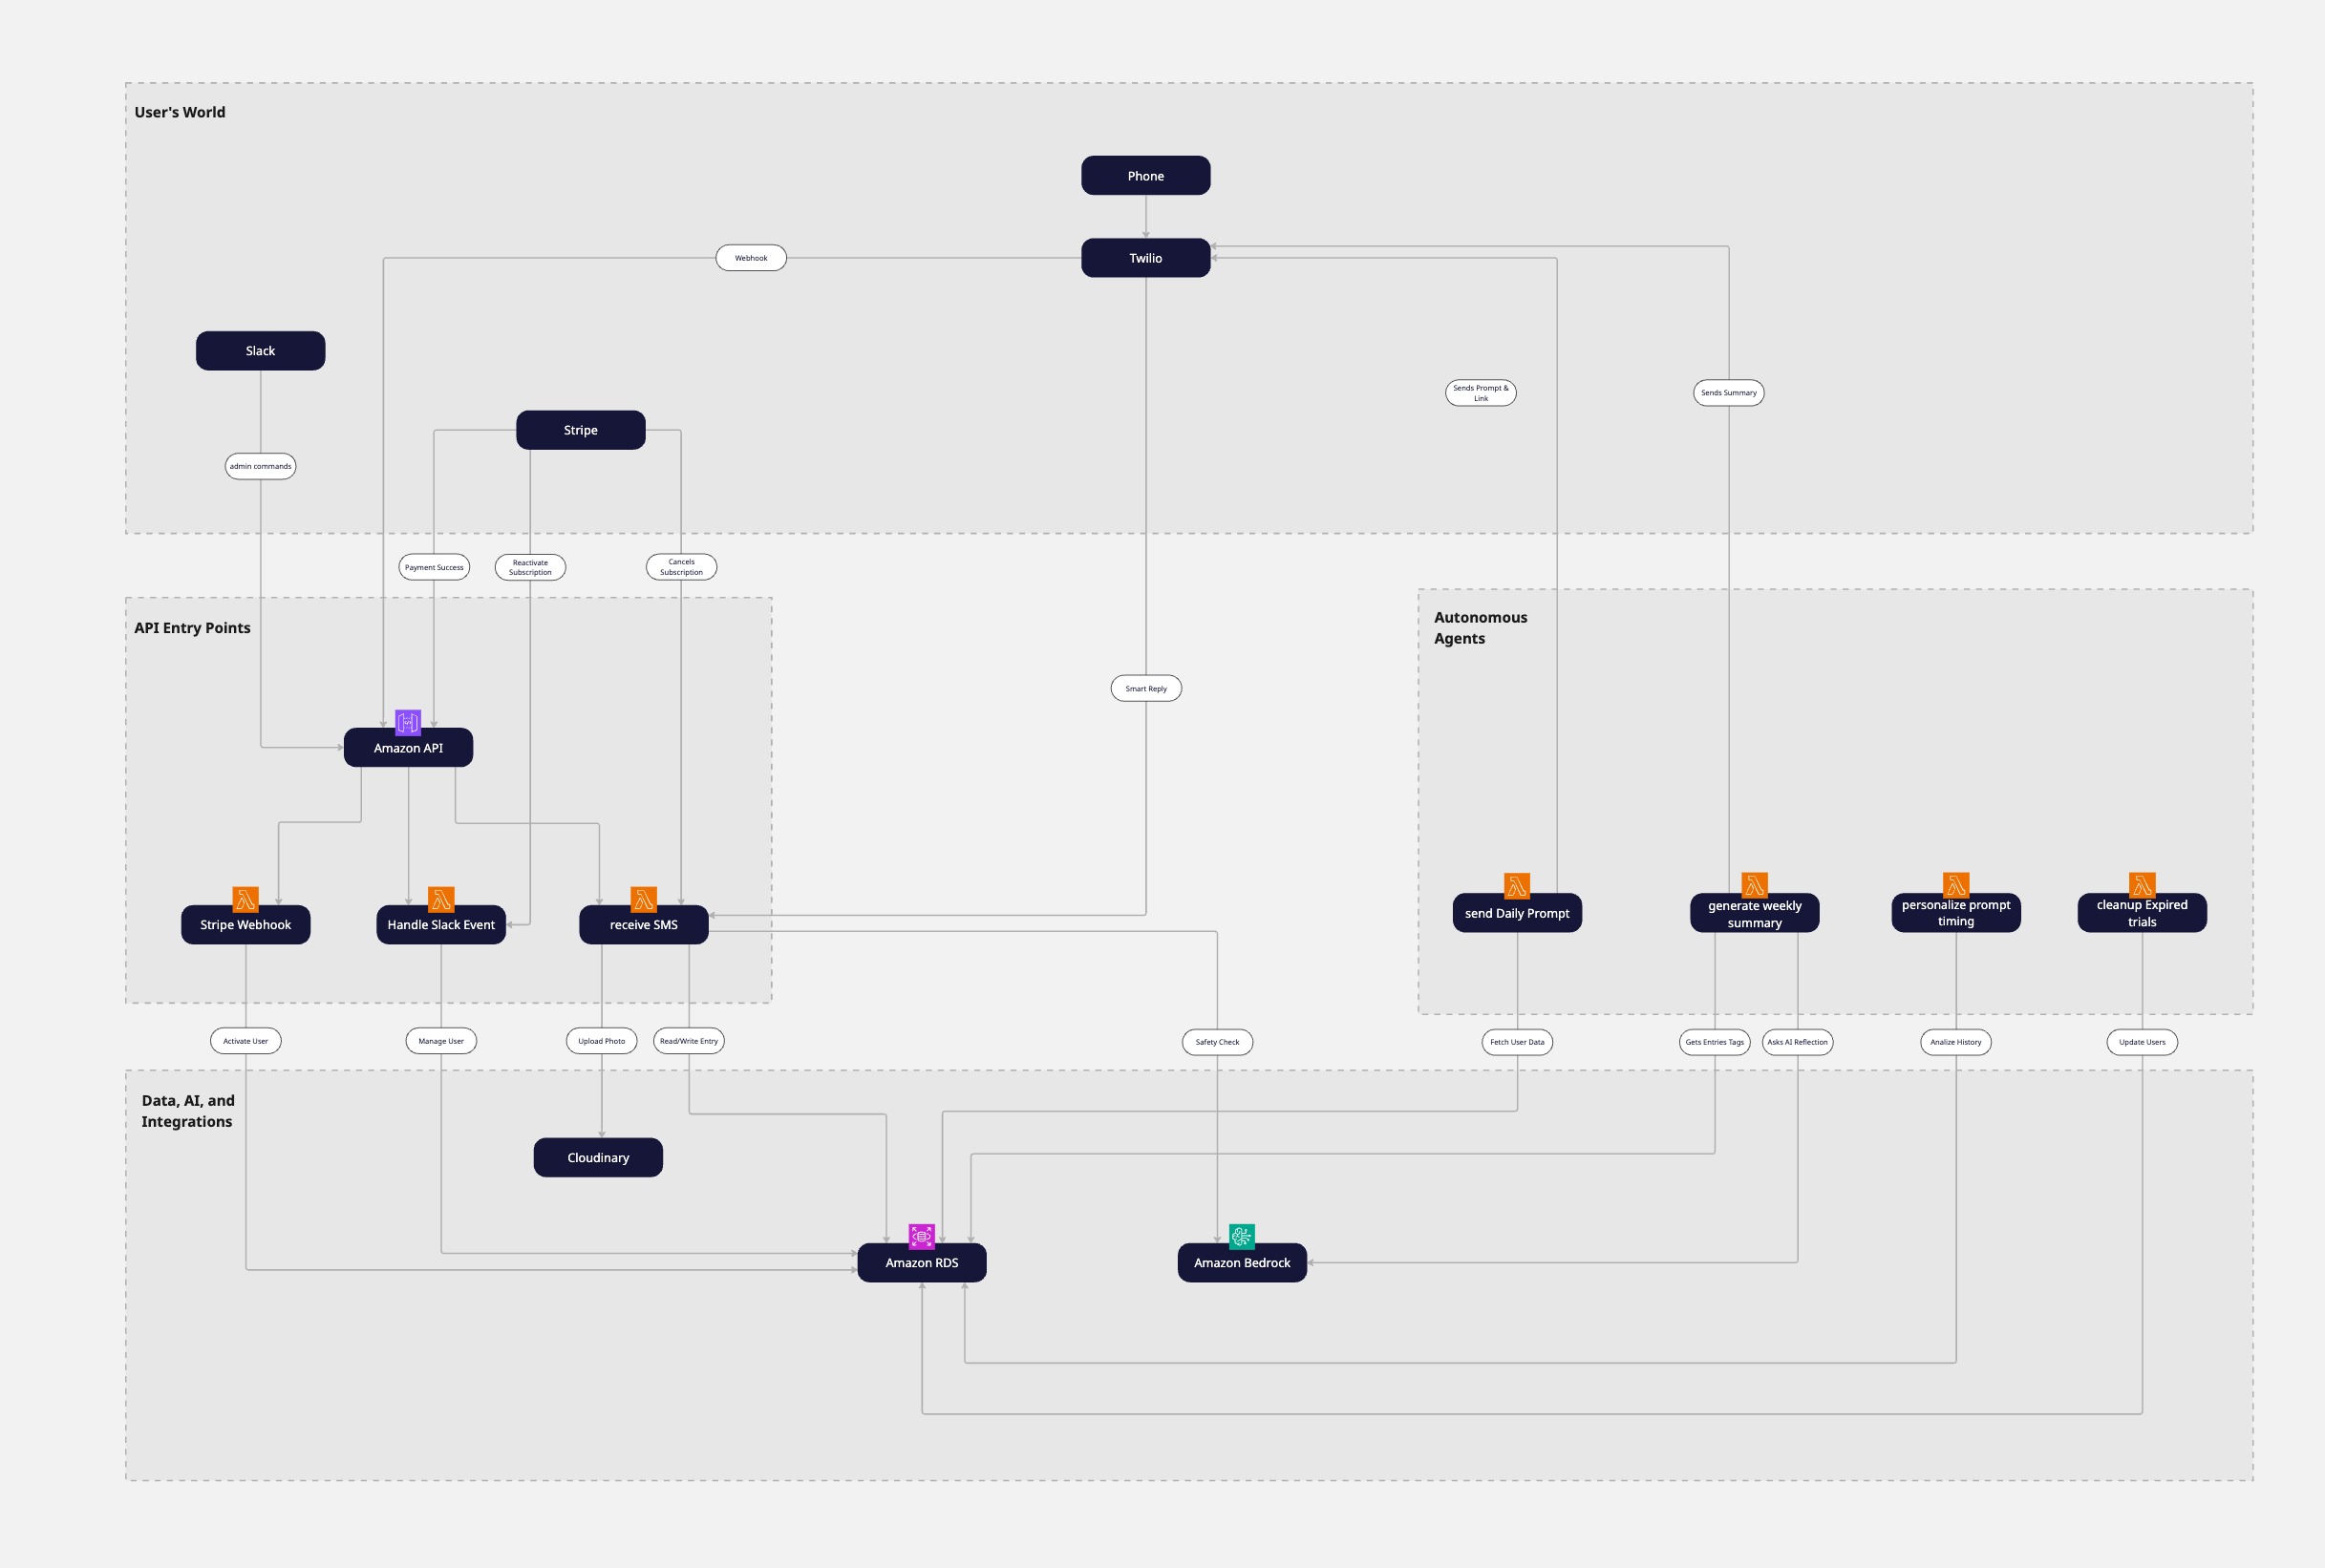 User's World
Phone
Twilio
Webhook
Slack
Sends Prompt &
Link
Sends Summary
Stripe
admin commands
Payment Success
Reactivate
Subscription
Cancels
Subscription
API Entry Points
Autonomous
Agents
Smart Reply
Amazon API
Stripe Webhook
Handle Slack Event
receive SMS
send Daily Prompt
generate weekly
summary
personalize prompt
timing
cleanup Expired
trials
Activate User
Manage User
Upload Photo
Read/Write Entry
Safety Check
Fetch User Data
Gets Entries Tags
Asks AI Reflection
Analize History
Update Users
Data, AI, and
Integrations
Cloudinary
Amazon RDS
Amazon Bedrock